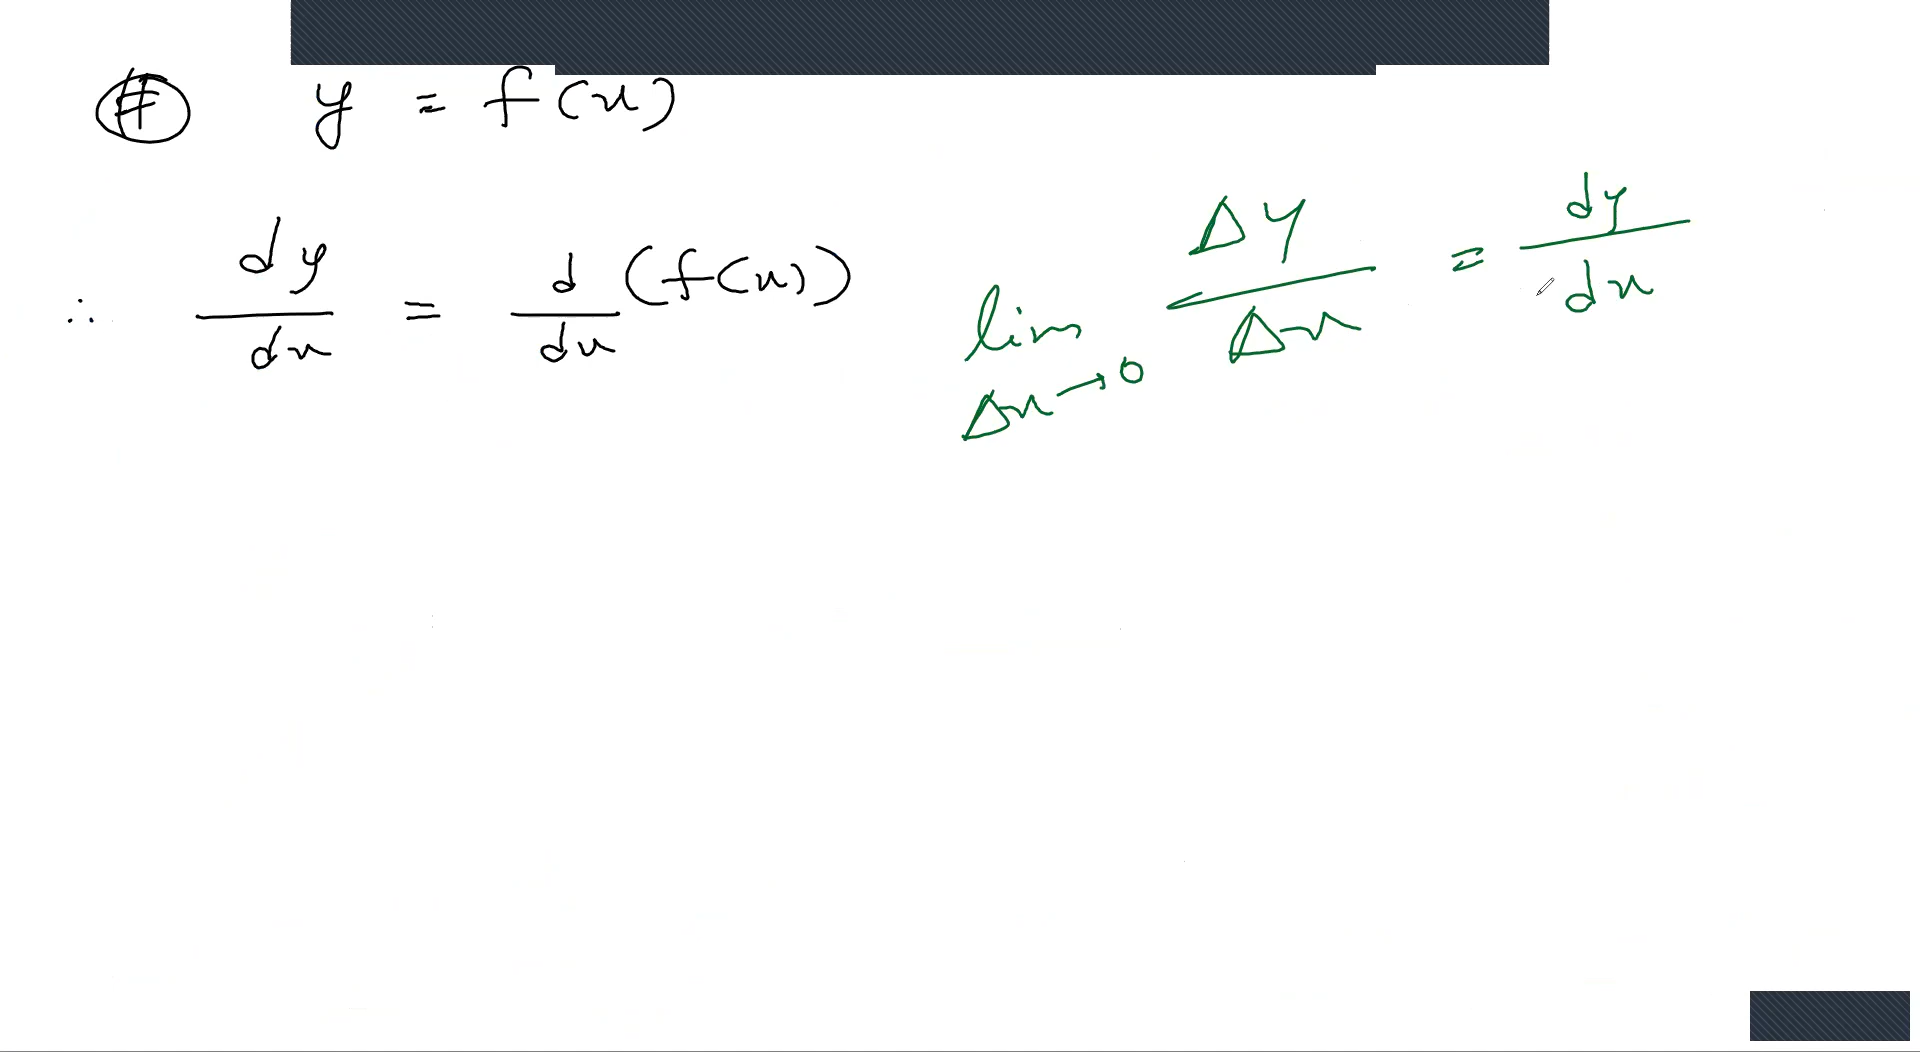 # y = f(x)
∴ dy/dx = d/dx (f(x))
lim Δx→0 Δy/Δx = dy/dx